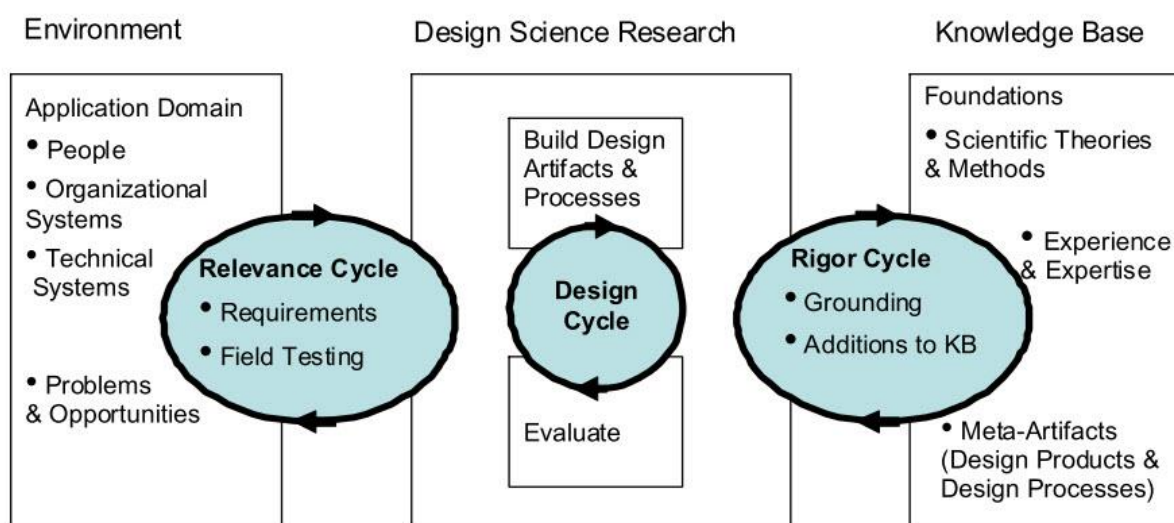 Environment
Design Science Research
Knowledge Base
Application Domain
• People
• Organizational
Systems
• Technical
Systems
• Problems
& Opportunities
Relevance Cycle
• Requirements
• Field Testing
Build Design
Artifacts &
Processes
Design
Cycle
Evaluate
Rigor Cycle
• Grounding
• Additions to KB
Foundations
• Scientific Theories
& Methods
• Experience
& Expertise
• Meta-Artifacts
(Design Products &
Design Processes)